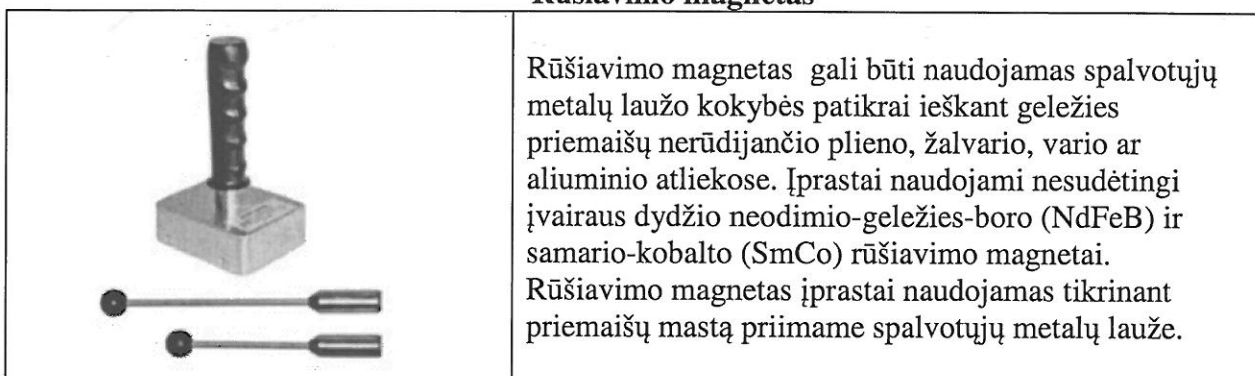 Rūšiavimo magnetas
Rūšiavimo magnetas gali būti naudojamas spalvotųjų
metalų laužo kokybės patikrai ieškant geležies
priemaišų nerūdijančio plieno, žalvario, vario ar
aliuminio atliekose. Įprastai naudojami nesudėtingi
įvairaus dydžio neodimio-geležies-boro (NdFeB) ir
samario-kobalto (SmCo) rūšiavimo magnetai.
Rūšiavimo magnetas įprastai naudojamas tikrinant
priemaišų mastą priimame spalvotųjų metalų lauže.